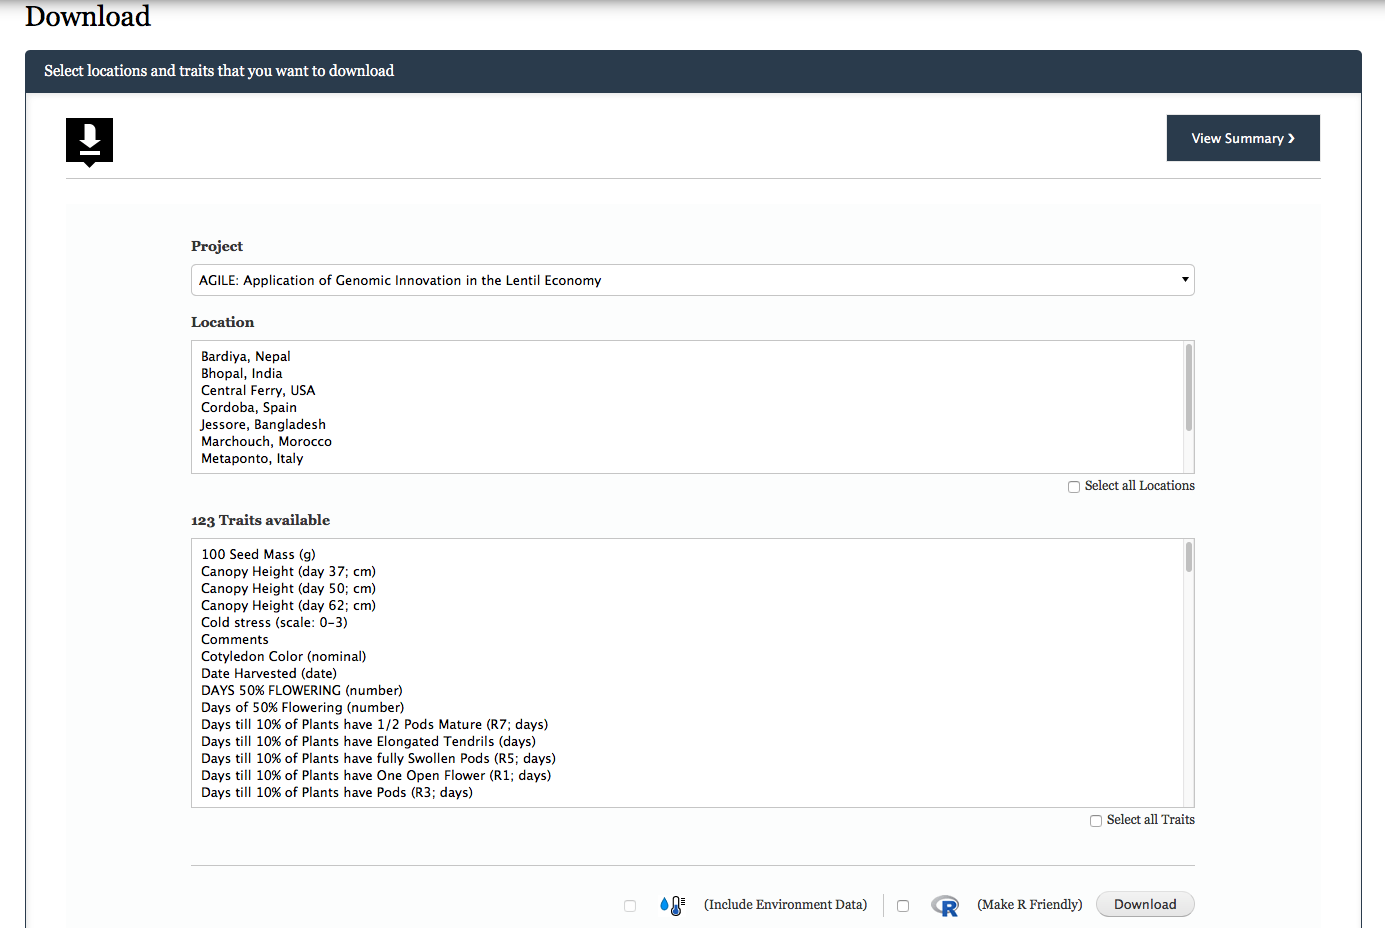 Download
Select locations and traits that you want to download
View Summary ❯
Project
AGILE: Application of Genomic Innovation in the Lentil Economy
Location
Bardiya, Nepal
Bhopal, India
Central Ferry, USA
Cordoba, Spain
Jessore, Bangladesh
Marchouch, Morocco
Metaponto, Italy
Select all Locations
123 Traits available
100 Seed Mass (g)
Canopy Height (day 37; cm)
Canopy Height (day 50; cm)
Canopy Height (day 62; cm)
Cold stress (scale: 0-3)
Comments
Cotyledon Color (nominal)
Date Harvested (date)
DAYS 50% FLOWERING (number)
Days of 50% Flowering (number)
Days till 10% of Plants have 1/2 Pods Mature (R7; days)
Days till 10% of Plants have Elongated Tendrils (days)
Days till 10% of Plants have fully Swollen Pods (R5; days)
Days till 10% of Plants have One Open Flower (R1; days)
Days till 10% of Plants have Pods (R3; days)
Select all Traits
(Include Environment Data) R (Make R Friendly) Download